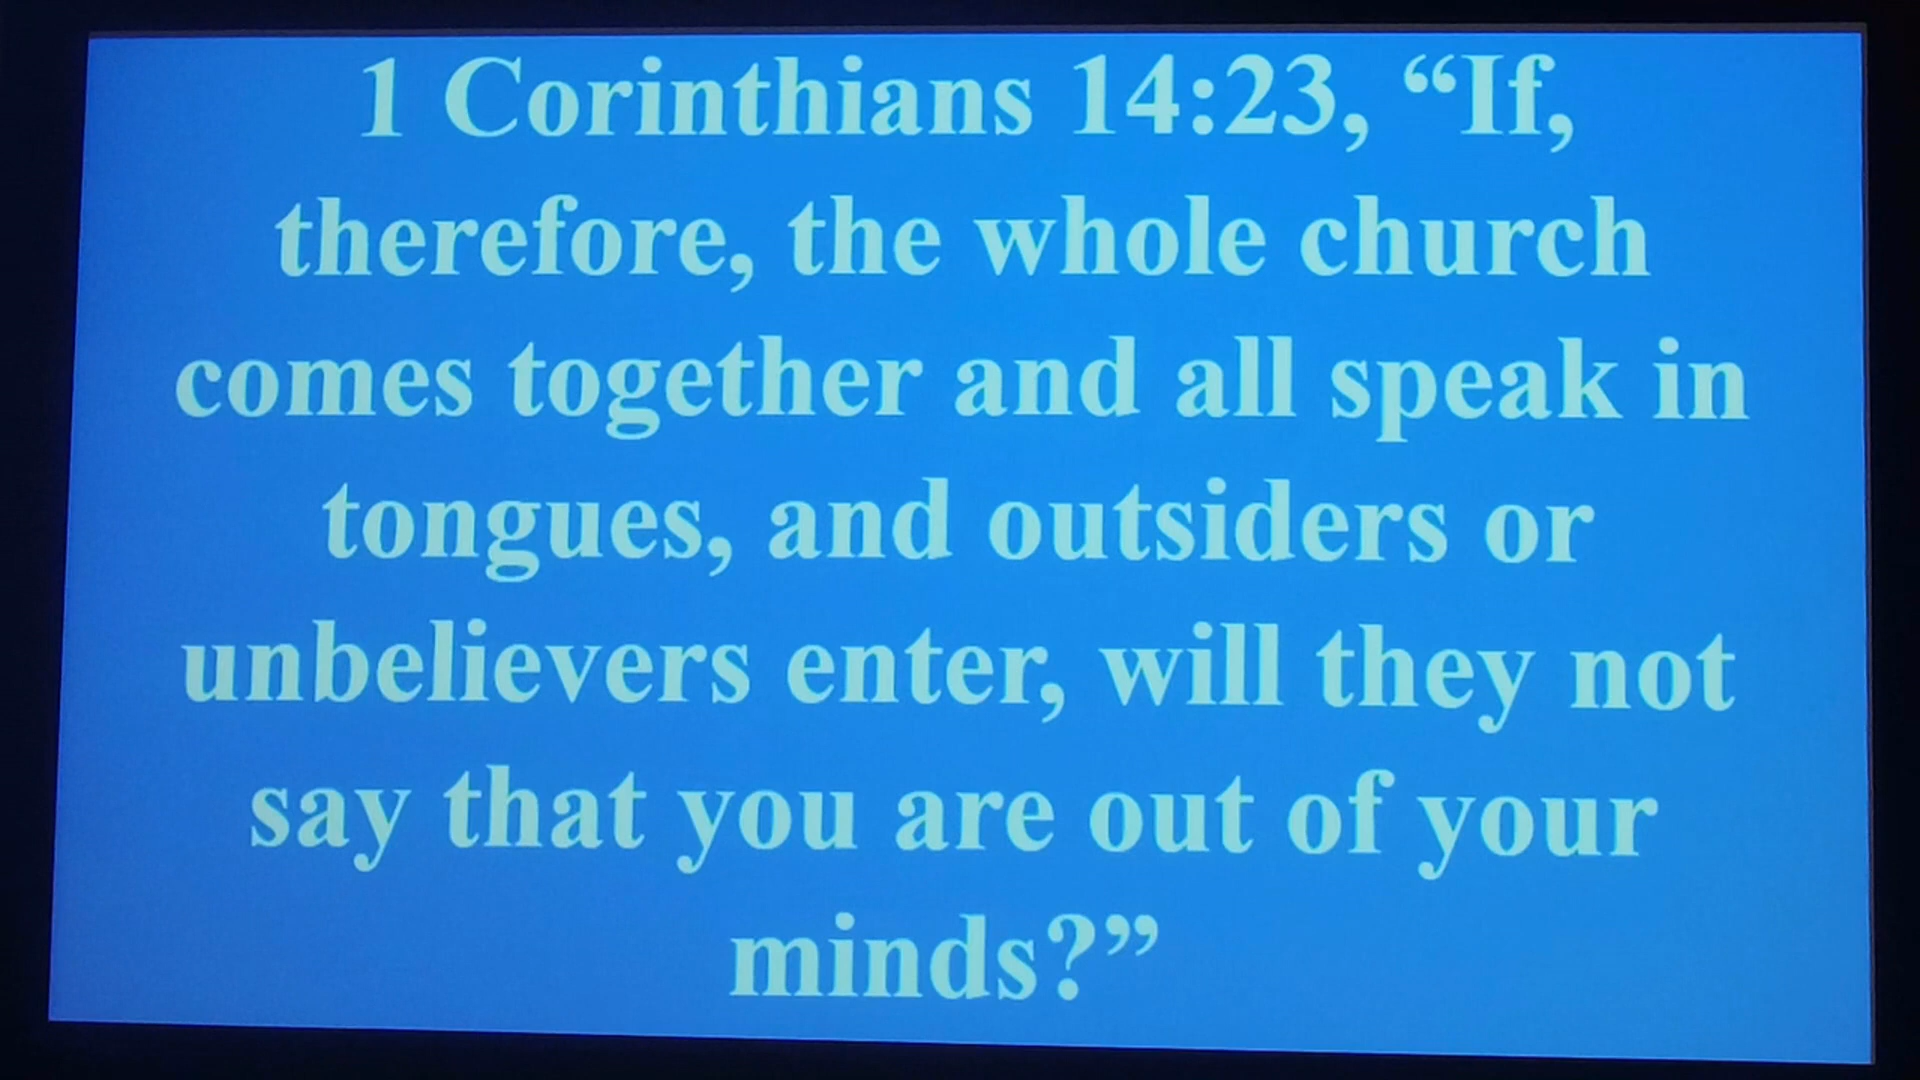 1 Corinthians 14:23, “If,
therefore, the whole church
comes together and all speak in
tongues, and outsiders or
unbelievers enter, will they not
say that you are out of your
minds?”